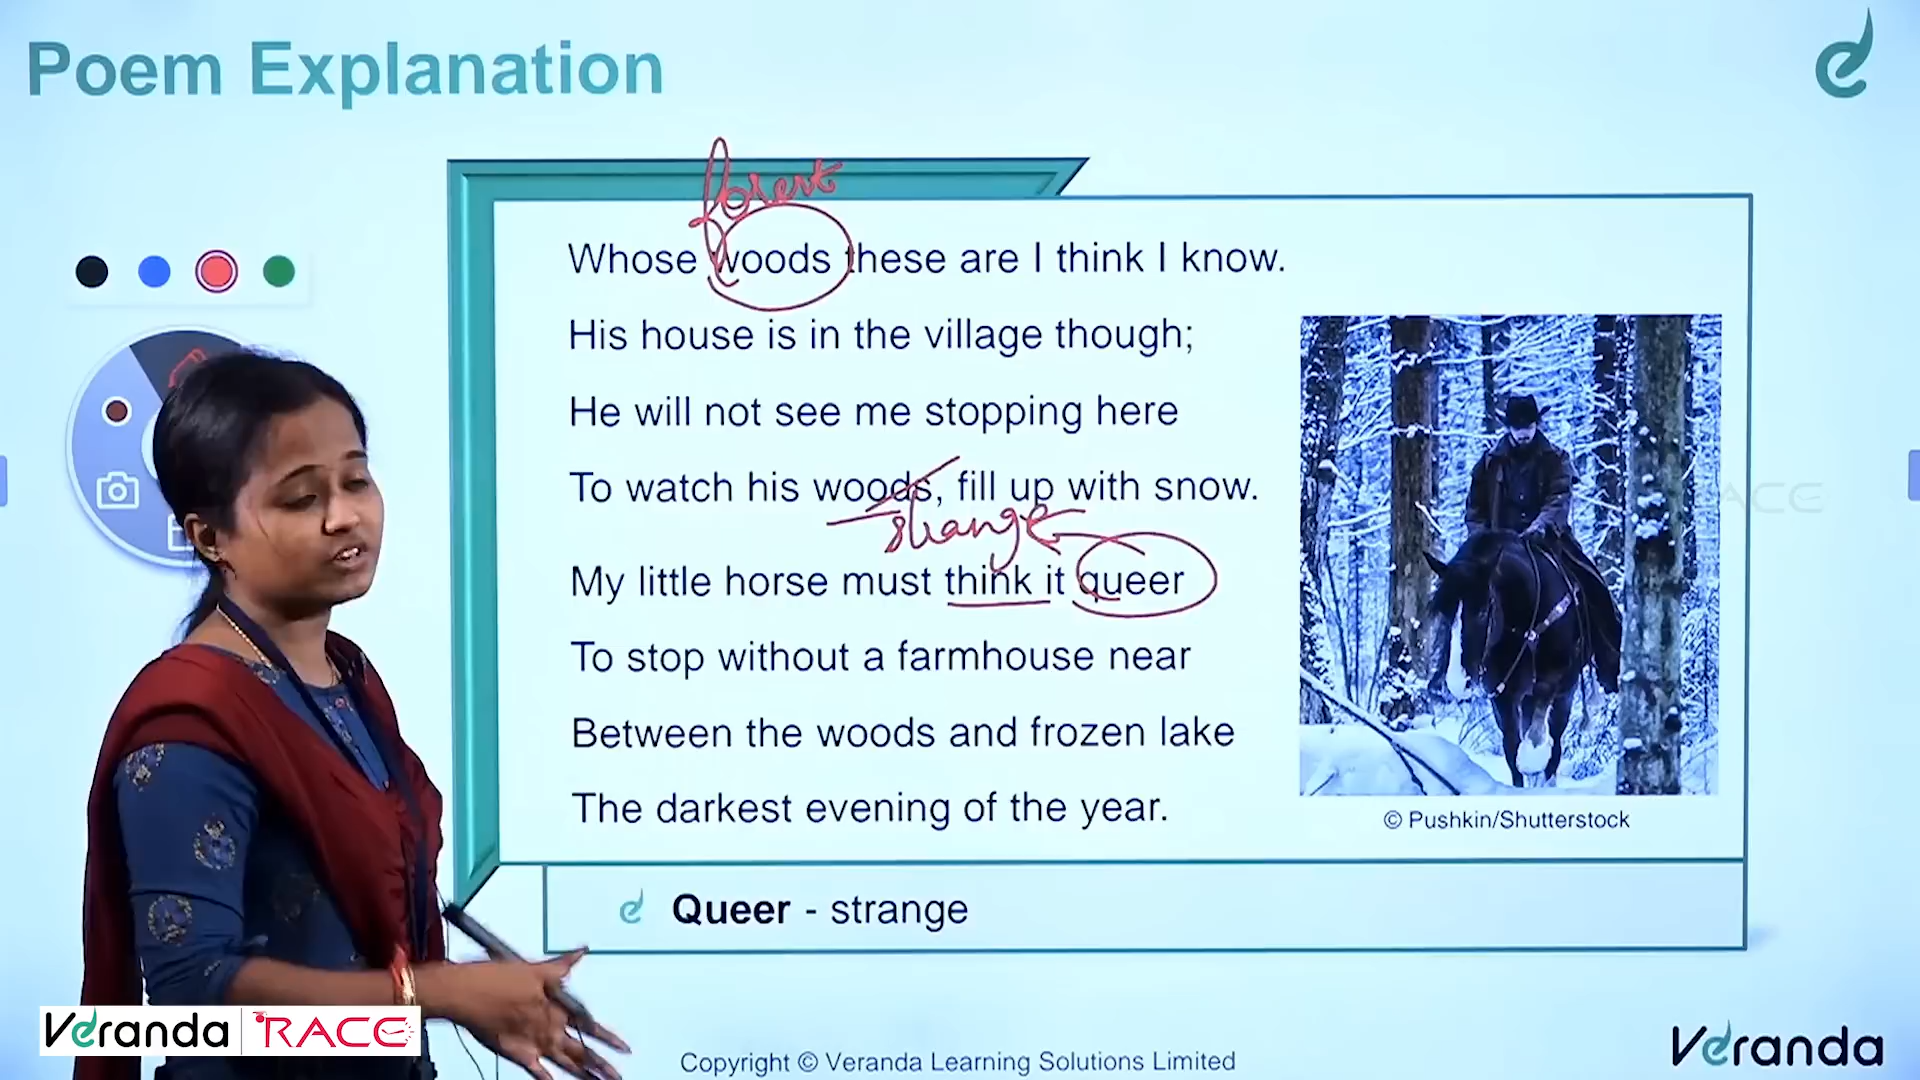 Poem Explanation
forest
Whose woods these are I think I know.
His house is in the village though;
He will not see me stopping here
To watch his woods, fill up with snow.
strange
My little horse must think it queer
To stop without a farmhouse near
Between the woods and frozen lake
The darkest evening of the year.
© Pushkin/Shutterstock
Queer - strange
RACE
Veranda RACE
Copyright © Veranda Learning Solutions Limited
Veranda